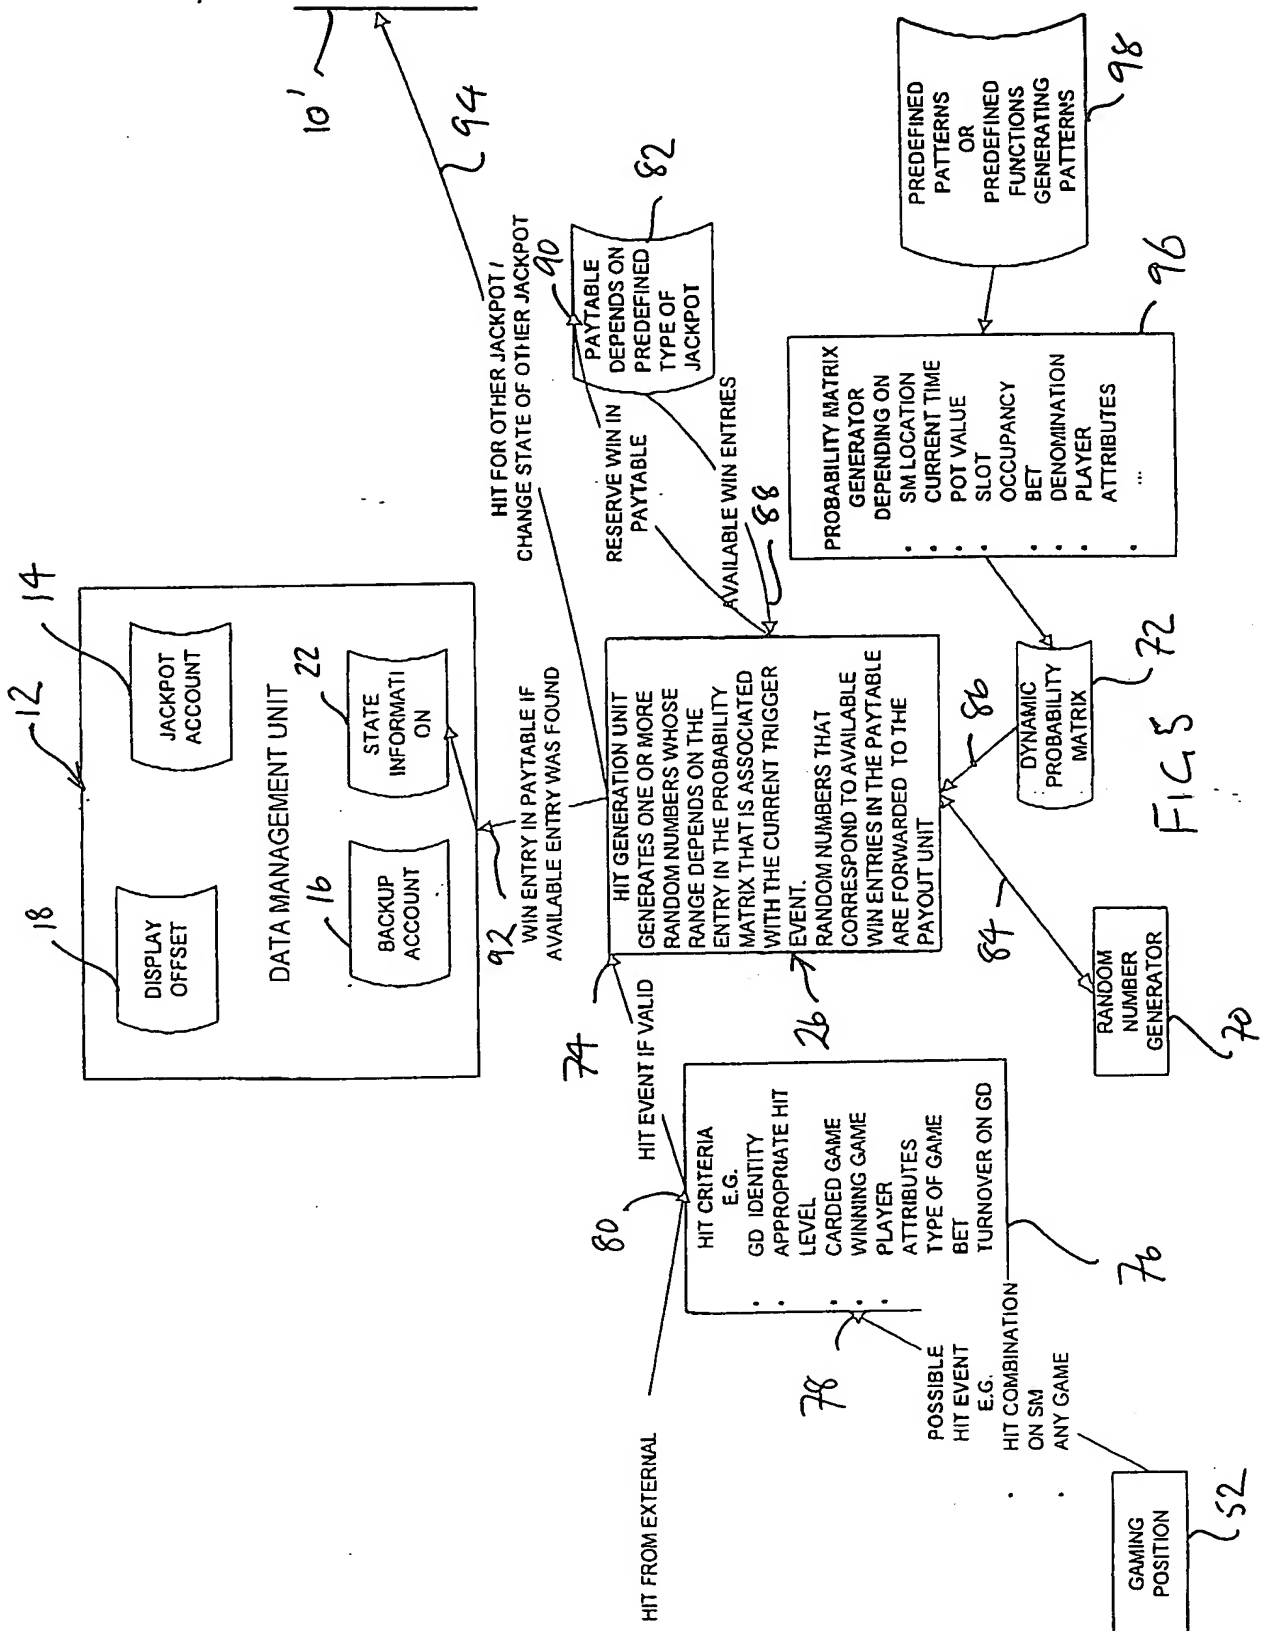 10'
94
HIT FOR OTHER JACKPOT /
CHANGE STATE OF OTHER JACKPOT
12
14
JACKPOT
ACCOUNT
18
DISPLAY
OFFSET
DATA MANAGEMENT UNIT
22
STATE
INFORMATI
ON
16
BACKUP
ACCOUNT
92
WIN ENTRY IN PAYTABLE IF
AVAILABLE ENTRY WAS FOUND
90
82
PAYTABLE
DEPENDS ON
PREDEFINED
TYPE OF
JACKPOT
RESERVE WIN IN
PAYTABLE
AVAILABLE WIN ENTRIES
88
HIT FROM EXTERNAL
80
HIT EVENT IF VALID
74
HIT GENERATION UNIT
GENERATES ONE OR MORE
RANDOM NUMBERS WHOSE
RANGE DEPENDS ON THE
ENTRY IN THE PROBABILITY
MATRIX THAT IS ASSOCIATED
WITH THE CURRENT TRIGGER
EVENT.
RANDOM NUMBERS THAT
CORRESPOND TO AVAILABLE
WIN ENTRIES IN THE PAYTABLE
ARE FORWARDED TO THE
PAYOUT UNIT
26
HIT CRITERIA
E.G.
• GD IDENTITY
• APPROPRIATE HIT
LEVEL
• CARDED GAME
• WINNING GAME
• PLAYER
ATTRIBUTES
TYPE OF GAME
BET
TURNOVER ON GD
76
78
POSSIBLE
HIT EVENT
E.G.
• HIT COMBINATION
ON SM
• ANY GAME
GAMING
POSITION
52
84
RANDOM
NUMBER
GENERATOR
70
86
DYNAMIC
PROBABILITY
MATRIX
72
PROBABILITY MATRIX
GENERATOR
DEPENDING ON
• SM LOCATION
• CURRENT TIME
• POT VALUE
• SLOT
OCCUPANCY
• BET
• DENOMINATION
• PLAYER
ATTRIBUTES
• ...
96
PREDEFINED
PATTERNS
OR
PREDEFINED
FUNCTIONS
GENERATING
PATTERNS
98
FIG 5